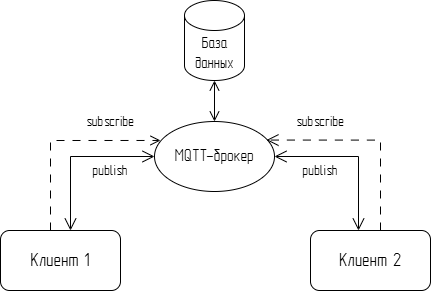 База
данных
subscribe
subscribe
MQTT-брокер
publish
publish
Клиент 1
Клиент 2